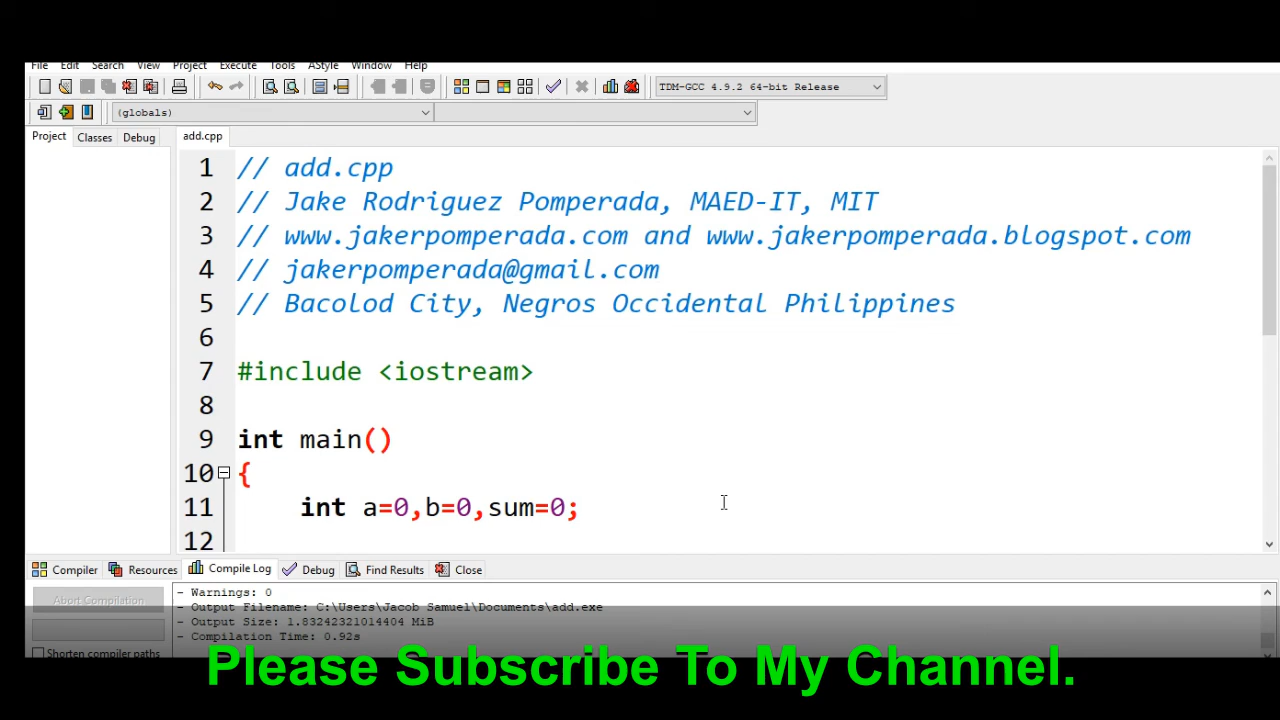 File Edit Search View Project Execute Tools AStyle Window Help
TDM-GCC 4.9.2 64-bit Release
(globals)
Project Classes Debug add.cpp
1 // add.cpp
2 // Jake Rodriguez Pomperada, MAED-IT, MIT
3 // www.jakerpomperada.com and www.jakerpomperada.blogspot.com
4 // jakerpomperada@gmail.com
5 // Bacolod City, Negros Occidental Philippines
6
7 #include <iostream>
8
9 int main()
10 {
11 int a=0,b=0,sum=0;
12
Compiler Resources Compile Log Debug Find Results Close
Abort Compilation
Shorten compiler paths
- Warnings: 0
- Output Filename: C:\Users\Jacob Samuel\Documents\add.exe
- Output Size: 1.83242321014404 MiB
- Compilation Time: 0.92s
Please Subscribe To My Channel.